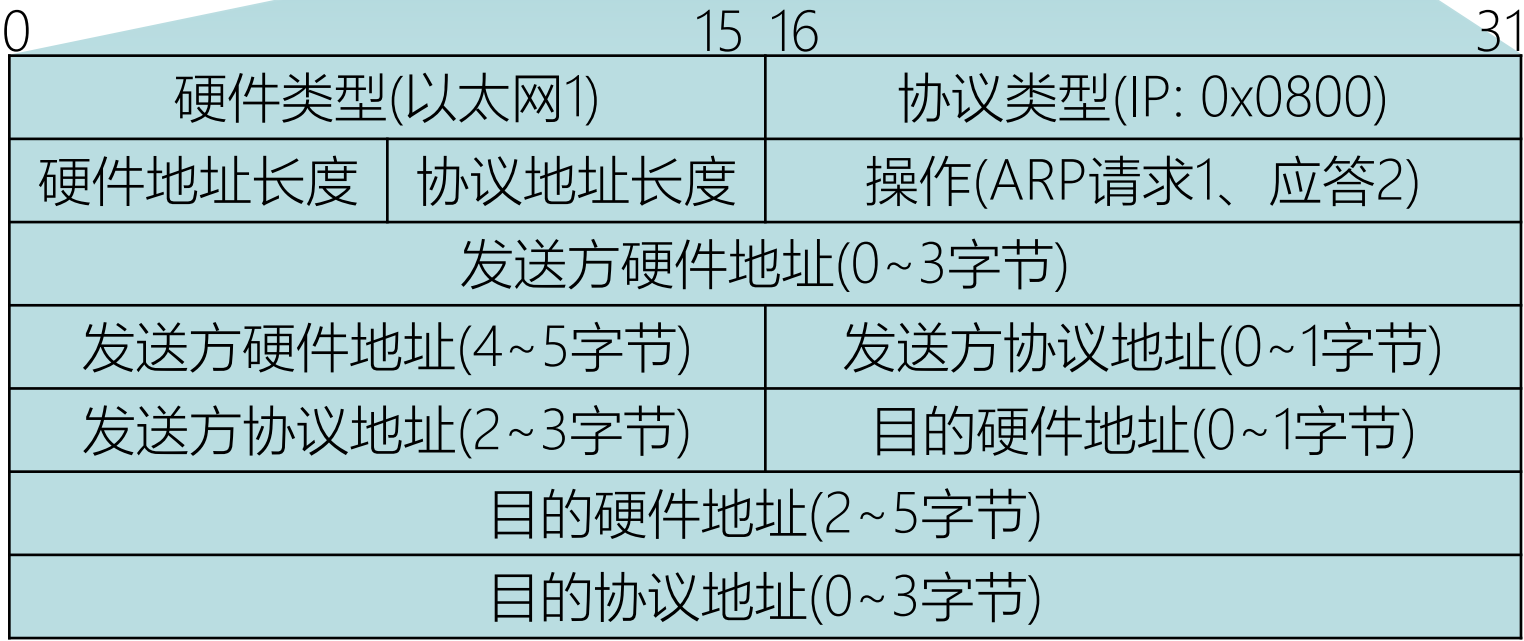 0 15 16 31
硬件类型(以太网1) 协议类型(IP: 0x0800)
硬件地址长度 协议地址长度 操作(ARP请求1、应答2)
发送方硬件地址(0~3字节)
发送方硬件地址(4~5字节) 发送方协议地址(0~1字节)
发送方协议地址(2~3字节) 目的硬件地址(0~1字节)
目的硬件地址(2~5字节)
目的协议地址(0~3字节)